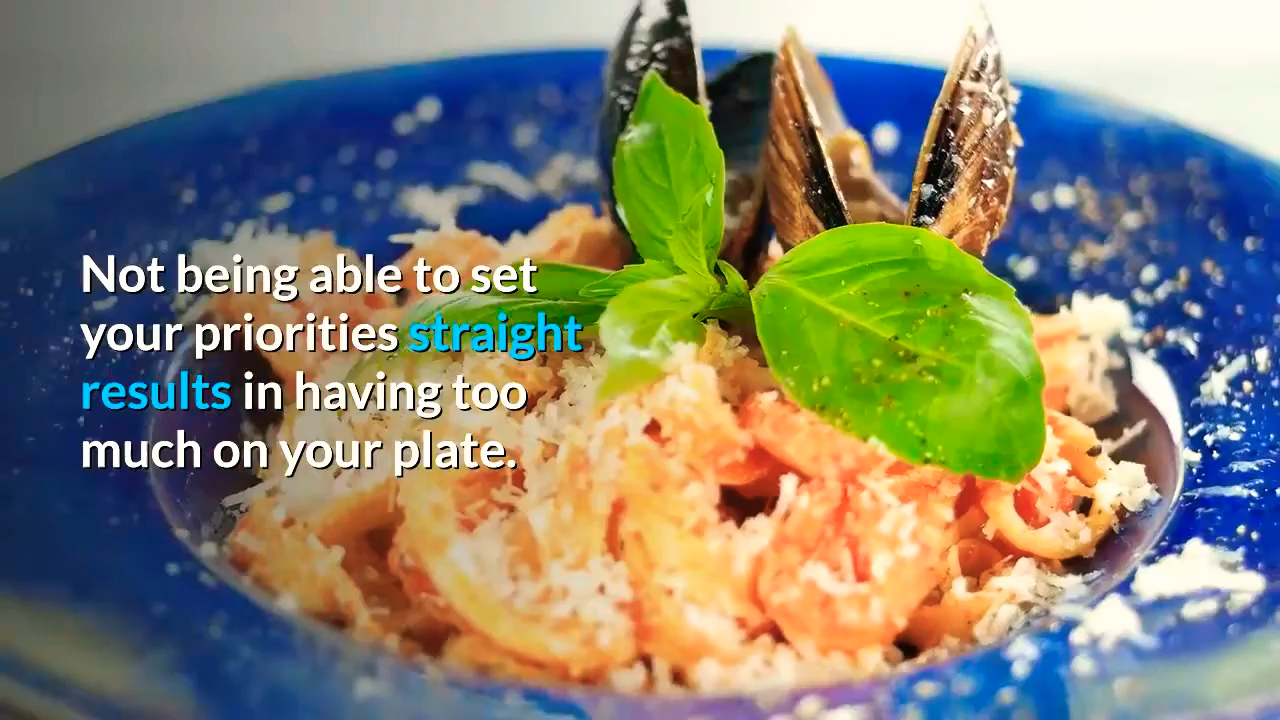 Not being able to set
your priorities straight
results in having too
much on your plate.